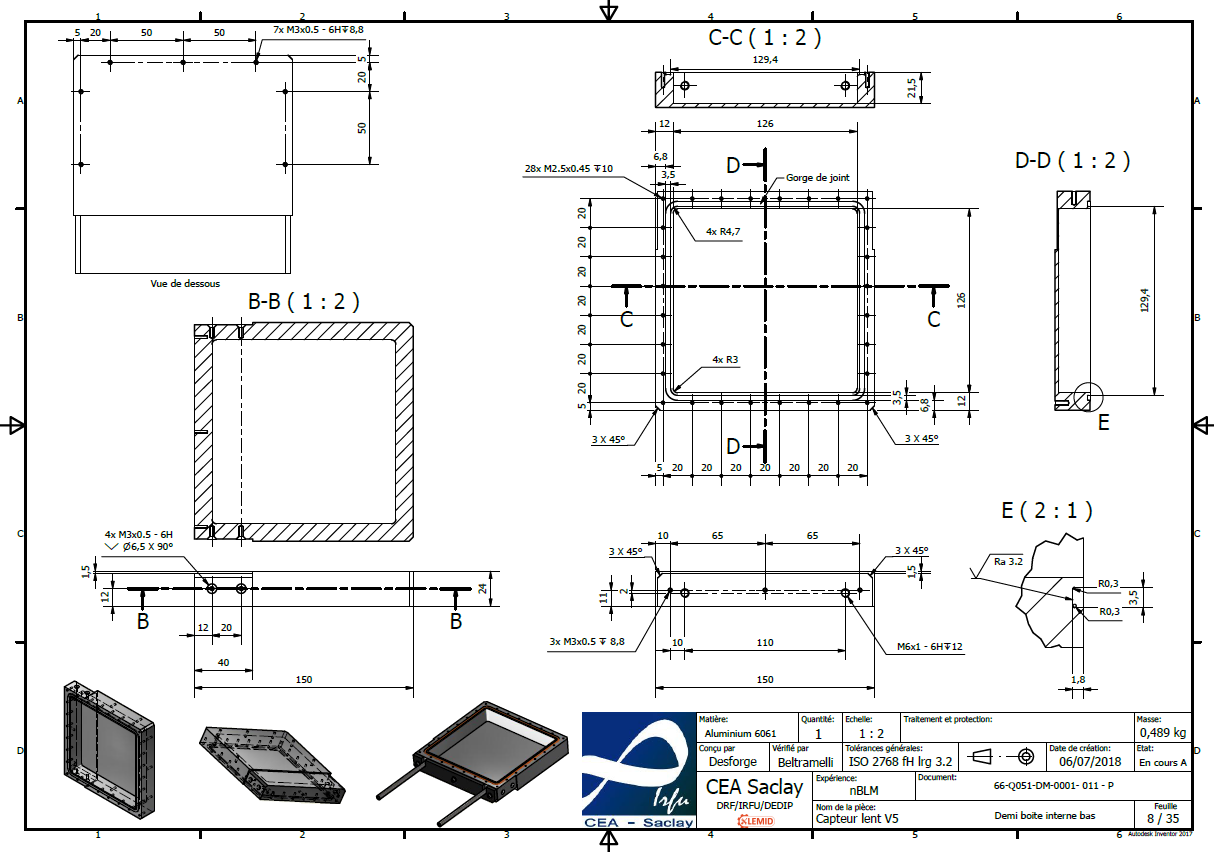 1 2 3 4 5 6
A B C D
5 20 50 50
7x M3x0.5 - 6H↧8,8
5
20
50
Vue de dessous
C-C ( 1 : 2 )
129,4
21,5
12 126
6,8
3,5
28x M2.5x0.45 ↧10
D
Gorge de joint
4x R4,7
20
20
20
20
20
20
20
5
C C
126
4x R3
3,5
6,8
12
3 X 45°
3 X 45°
D
5 20 20 20 20 20 20 20
D-D ( 1 : 2 )
129,4
E
B-B ( 1 : 2 )
4x M3x0.5 - 6H
Ø6,5 X 90°
1,5
12
24
B B
12 20
40
150
10 65 65
3 X 45°
3 X 45°
1,5
11
2
3x M3x0.5 ↧ 8,8
10 110
M6x1 - 6H↧12
150
E ( 2 : 1 )
Ra 3.2
R0,3
3,5
R0,3
1,8
Irfu
CEA - Saclay
Matière:
Aluminium 6061
Quantité:
1
Echelle:
1 : 2
Traitement et protection:
Masse:
0,489 kg
Conçu par
Desforge
Vérifié par
Beltramelli
Tolérances générales:
ISO 2768 fH lrg 3.2
Date de création:
06/07/2018
Etat:
En cours A
CEA Saclay
DRF/IRFU/DEDIP
LEMID
Expérience:
nBLM
Document:
66-Q051-DM-0001- 011 - P
Nom de la pièce:
Capteur lent V5
Demi boite interne bas
Feuille
8 / 35
1 2 3 4 5 6
A B C D
Autodesk Inventor 2017